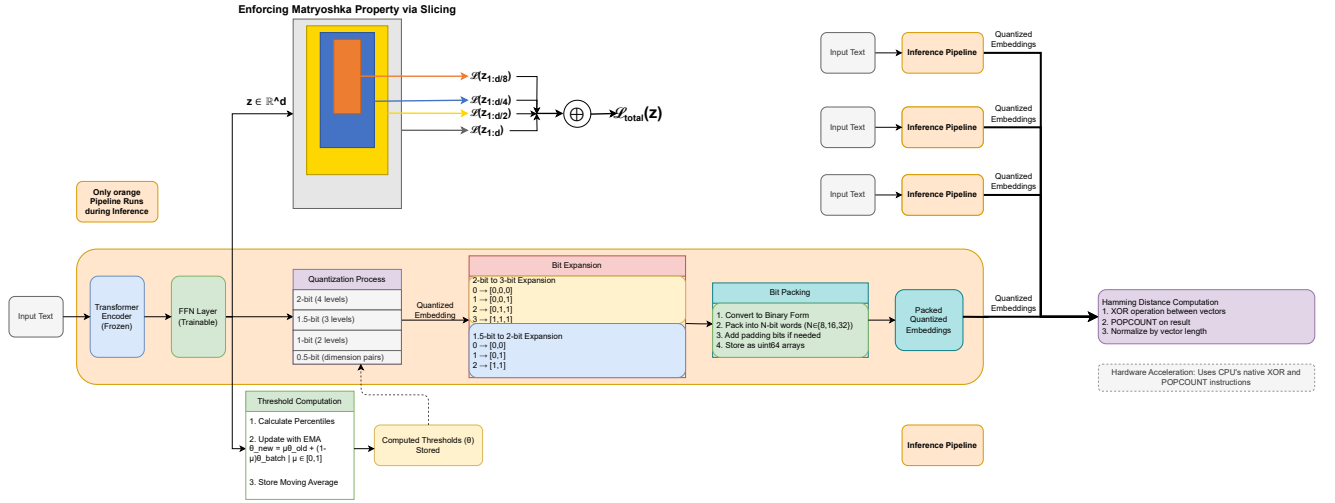 Enforcing Matryoshka Property via Slicing
z ∈ ℝ^d
ℒ(z1:d/8)
ℒ(z1:d/4)
ℒ(z1:d/2)
ℒ(z1:d)
ℒtotal(z)
Input Text
Inference Pipeline
Quantized
Embeddings
Input Text
Inference Pipeline
Quantized
Embeddings
Input Text
Inference Pipeline
Quantized
Embeddings
Only orange
Pipeline Runs
during Inference
Input Text
Transformer
Encoder
(Frozen)
FFN Layer
(Trainable)
Quantization Process
2-bit (4 levels)
1.5-bit (3 levels)
1-bit (2 levels)
0.5-bit (dimension pairs)
Quantized
Embedding
Bit Expansion
2-bit to 3-bit Expansion
0 → [0,0,0]
1 → [0,0,1]
2 → [0,1,1]
3 → [1,1,1]
1.5-bit to 2-bit Expansion
0 → [0,0]
1 → [0,1]
2 → [1,1]
Bit Packing
1. Convert to Binary Form
2. Pack into N-bit words (N∈{8,16,32})
3. Add padding bits if needed
4. Store as uint64 arrays
Packed
Quantized
Embeddings
Quantized
Embeddings
Hamming Distance Computation
1. XOR operation between vectors
2. POPCOUNT on result
3. Normalize by vector length
Hardware Acceleration: Uses CPU's native XOR and
POPCOUNT instructions
Threshold Computation
1. Calculate Percentiles
2. Update with EMA
θ_new = μθ_old + (1-
μ)θ_batch | μ ∈ [0,1]
3. Store Moving Average
Computed Thresholds (θ)
Stored
Inference Pipeline